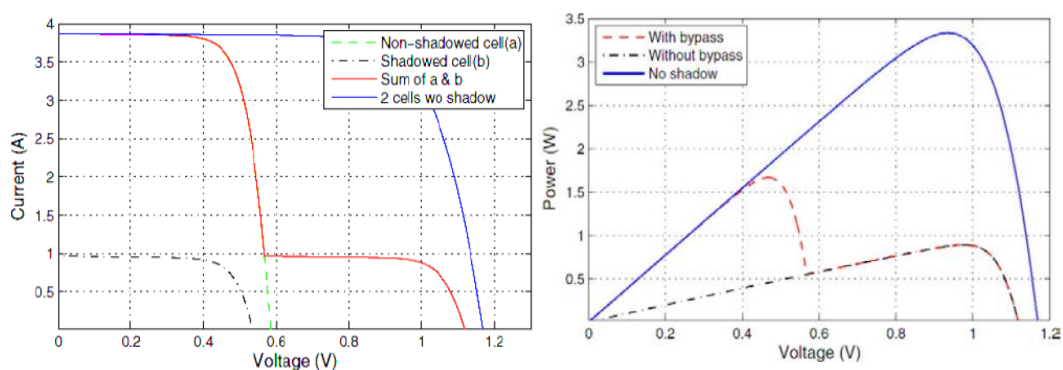 4
3.5
3
2.5
2
1.5
1
0.5
0 0.2 0.4 0.6 0.8 1 1.2
Current (A)
Voltage (V)
Non-shadowed cell(a)
Shadowed cell(b)
Sum of a & b
2 cells wo shadow
3.5
3
2.5
2
1.5
1
0.5
0 0.2 0.4 0.6 0.8 1 1.2
Power (W)
Voltage (V)
With bypass
Without bypass
No shadow